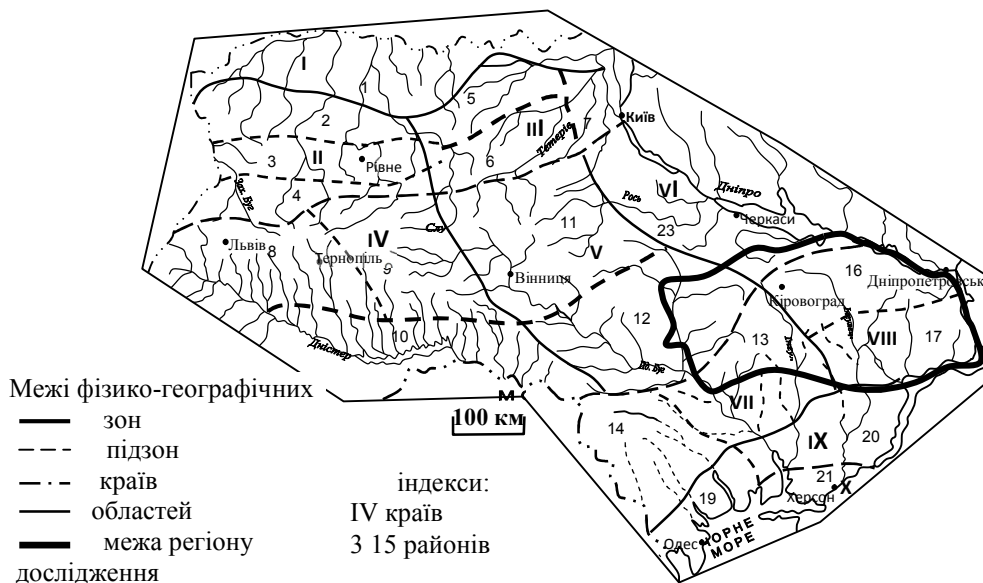 I
1
5
2
II
3
4
Рівне
6
III
Тетерів
7
Київ
VI
Дніпро
Рось
Черкаси
23
11
Зах. Буг
Львів
8
Тернопіль
IV
9
Слу
V
Вінниця
10
Дністер
12
Пд. Буг
16
Дніпропетровськ
Кіровоград
VIII
17
13
VII
14
IX
20
21
Херсон
X
19
Одес
ЧОРНЕ
МОРЕ
М
100 км
Межі фізико-географічних
зон
підзон
країв
областей
межа регіону
дослідження
індекси:
IV країв
3 15 районів